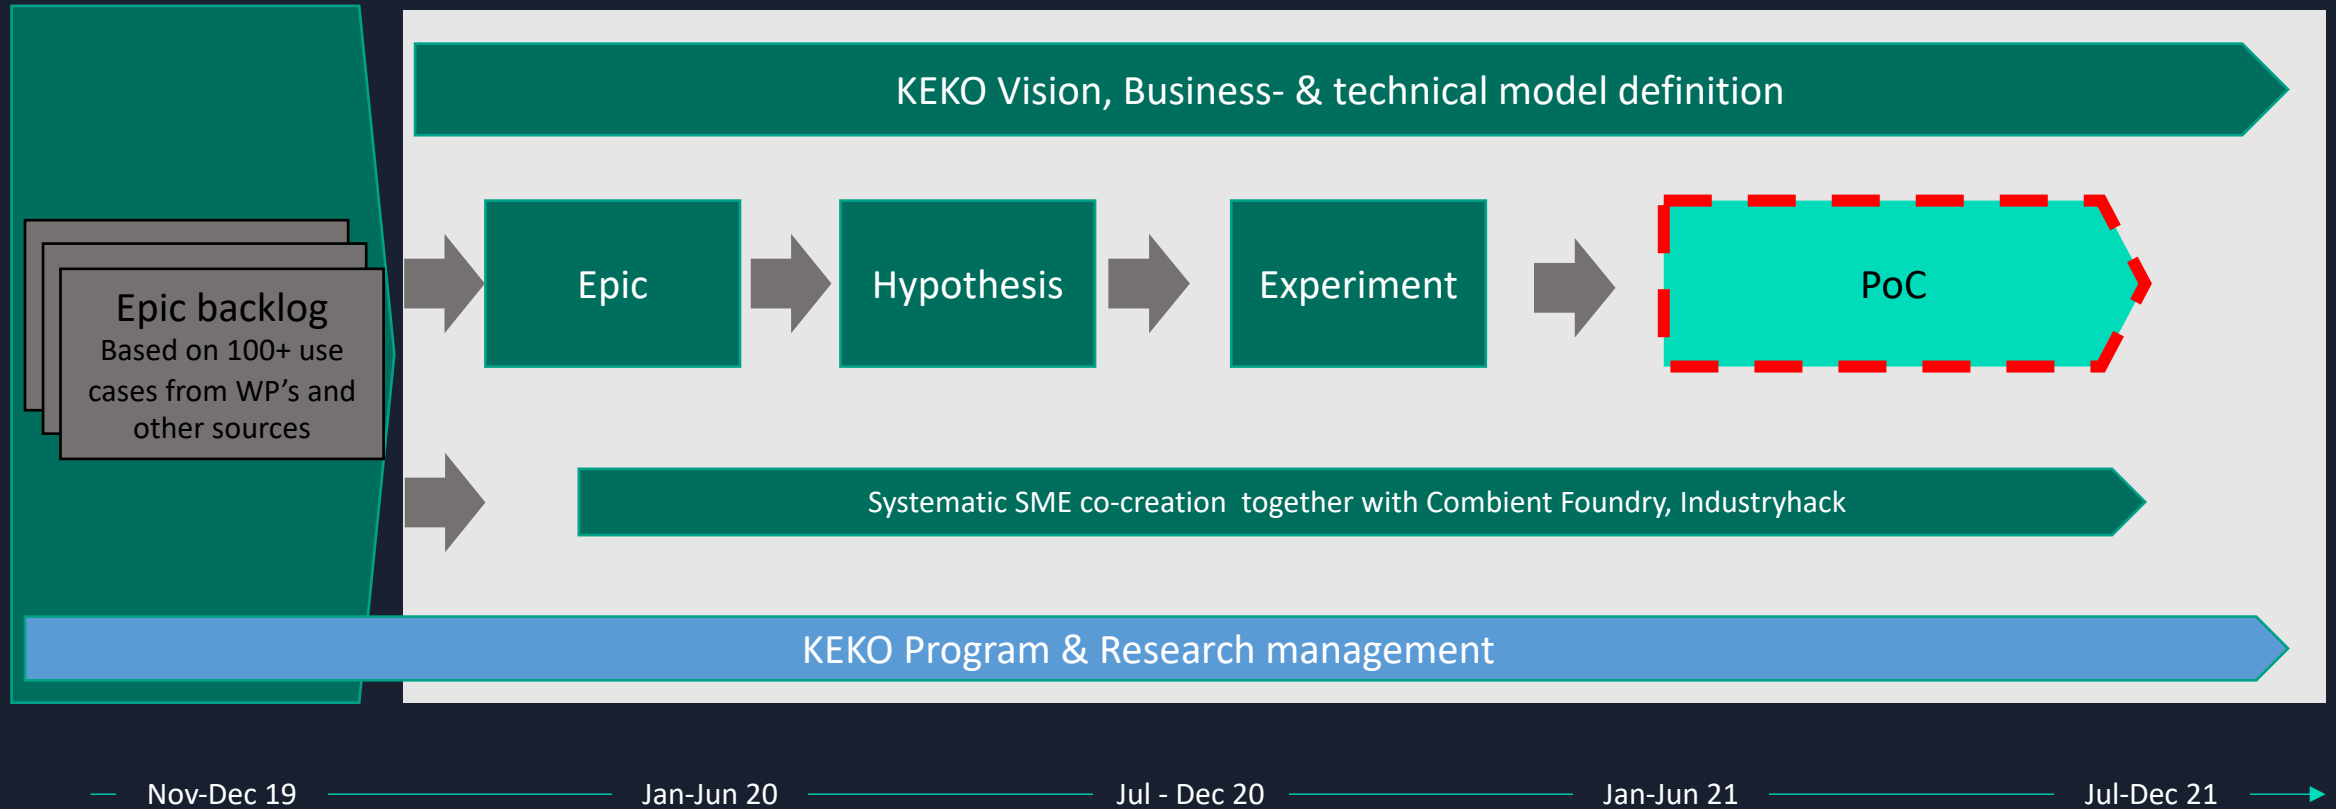 KEKO Vision, Business- & technical model definition
Epic backlog
Based on 100+ use
cases from WP's and
other sources
Epic
Hypothesis
Experiment
PoC
Systematic SME co-creation  together with Combient Foundry, Industryhack
KEKO Program & Research management
Nov-Dec 19
Jan-Jun 20
Jul - Dec 20
Jan-Jun 21
Jul-Dec 21